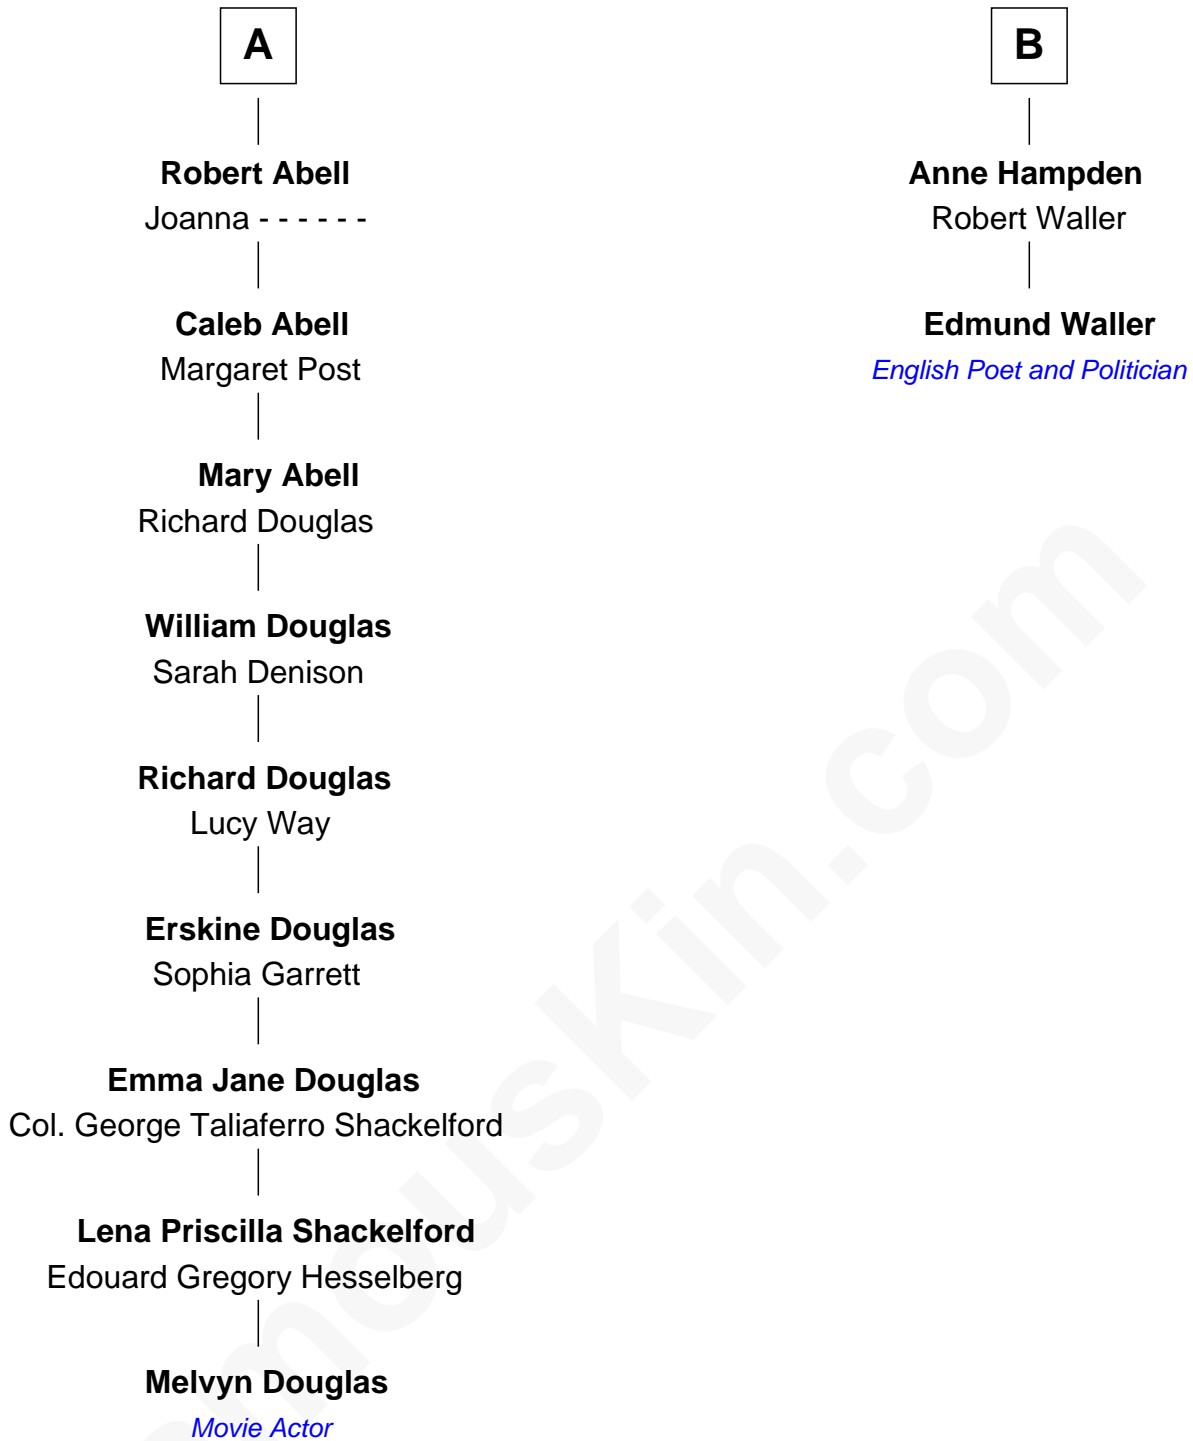 A
Robert Abell
Joanna - - - - - -
Caleb Abell
Margaret Post
Mary Abell
Richard Douglas
William Douglas
Sarah Denison
Richard Douglas
Lucy Way
Erskine Douglas
Sophia Garrett
Emma Jane Douglas
Col. George Taliaferro Shackelford
Lena Priscilla Shackelford
Edouard Gregory Hesselberg
Melvyn Douglas
Movie Actor
B
Anne Hampden
Robert Waller
Edmund Waller
English Poet and Politician
mousKin.com